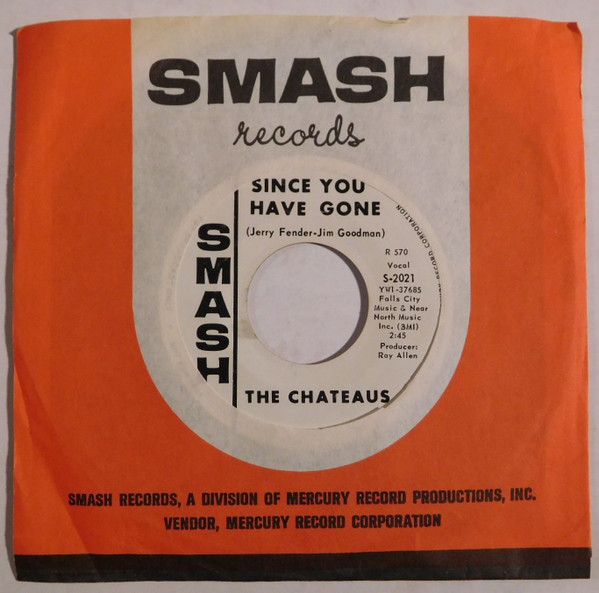 SMASH
records
SINCE YOU
HAVE GONE
(Jerry Fender-Jim Goodman)
SMASH
R 570
Vocal
S-2021
YW1-37685
Falls City
Music & Near
North Music
Inc. (BMI)
2:45
Producer:
Ray Allen
RECORD CORPORATION
THE CHATEAUS
SMASH RECORDS, A DIVISION OF MERCURY RECORD PRODUCTIONS, INC.
VENDOR, MERCURY RECORD CORPORATION